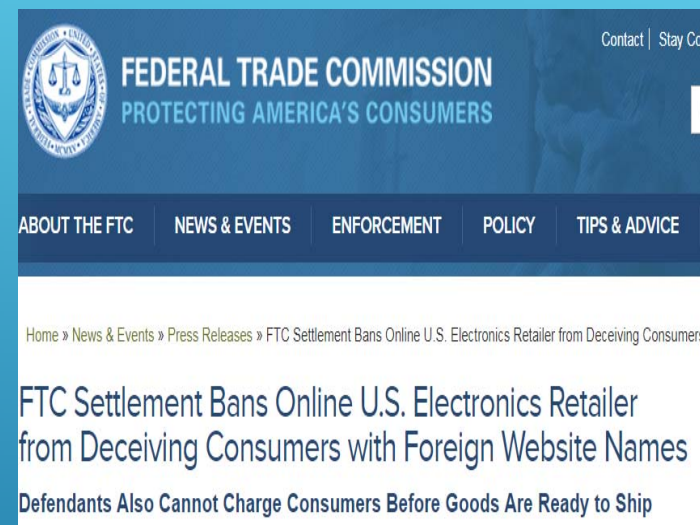 Contact | Stay Co
FEDERAL TRADE COMMISSION
PROTECTING AMERICA'S CONSUMERS
ABOUT THE FTC NEWS & EVENTS ENFORCEMENT POLICY TIPS & ADVICE
Home » News & Events » Press Releases » FTC Settlement Bans Online U.S. Electronics Retailer from Deceiving Consumers
FTC Settlement Bans Online U.S. Electronics Retailer
from Deceiving Consumers with Foreign Website Names
Defendants Also Cannot Charge Consumers Before Goods Are Ready to Ship